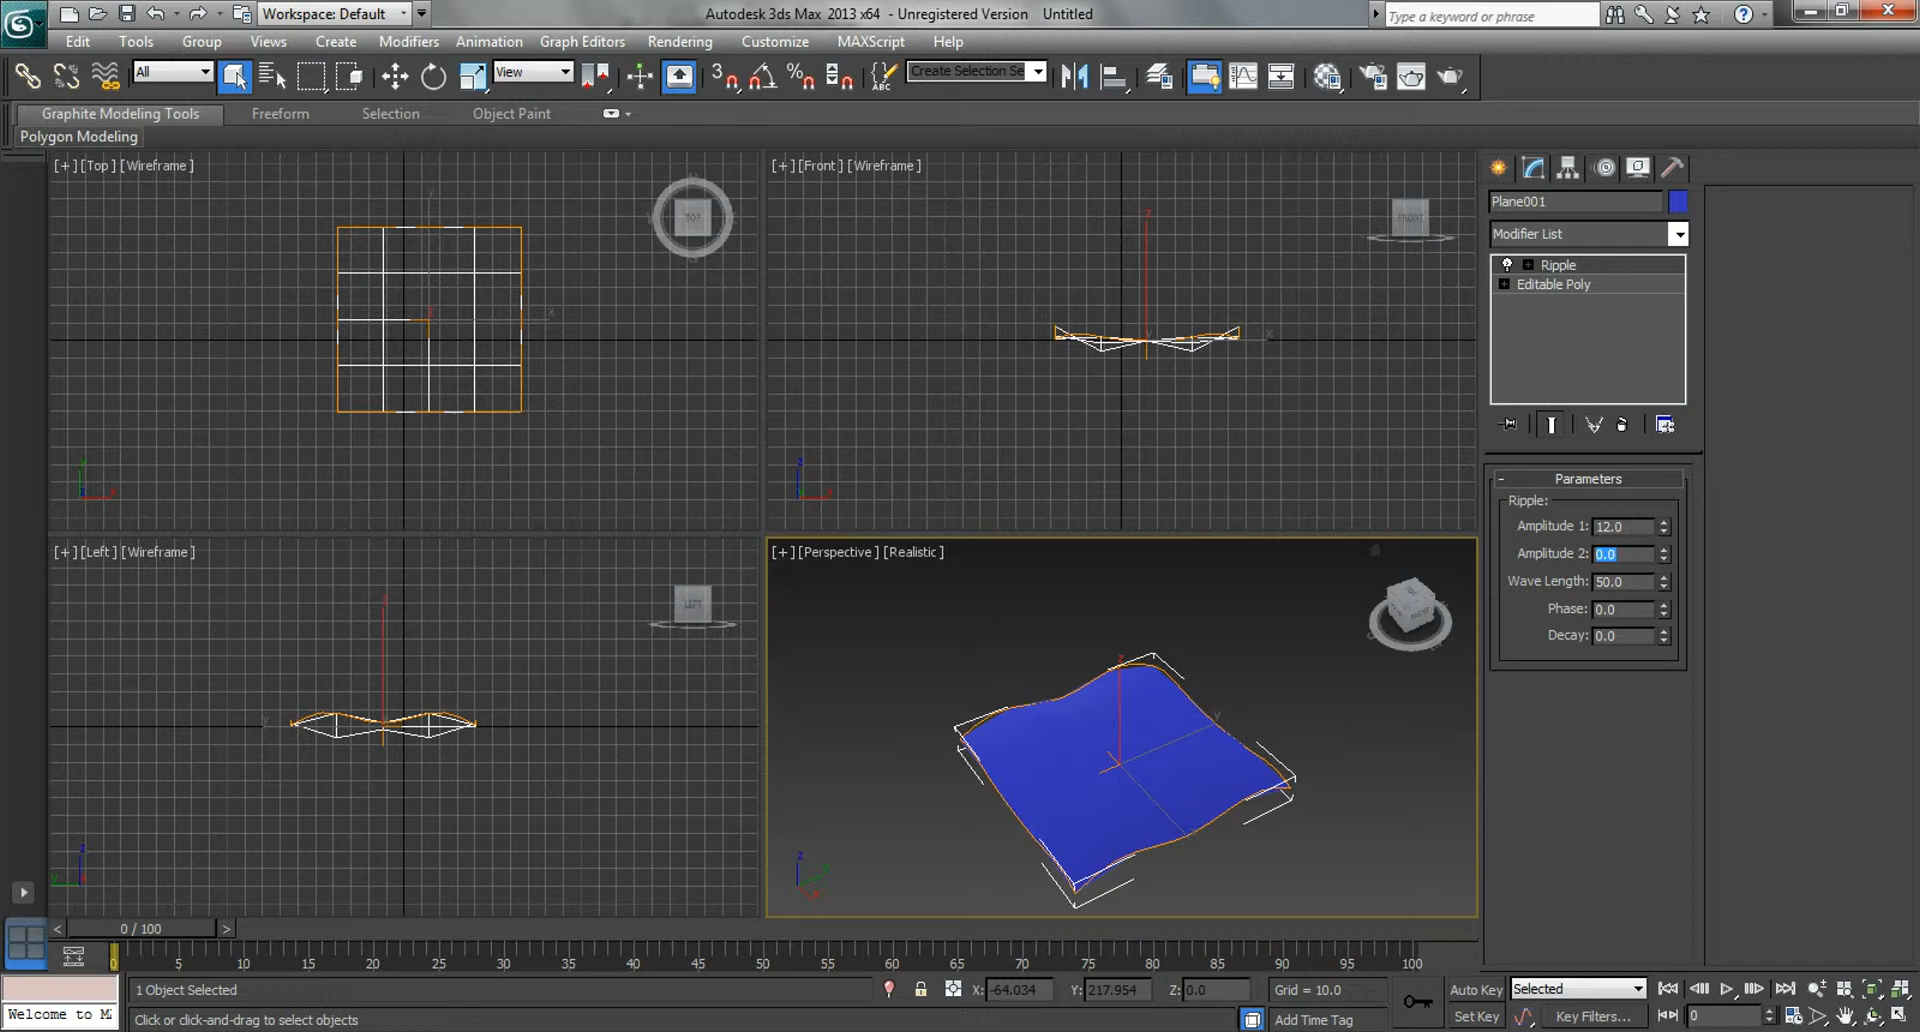 Workspace: Default
Autodesk 3ds Max 2013 x64 - Unregistered Version Untitled
Type a keyword or phrase
Edit Tools Group Views Create Modifiers Animation Graph Editors Rendering Customize MAXScript Help
All
View
Create Selection Se
ABC
Graphite Modeling Tools Freeform Selection Object Paint
Polygon Modeling
[+] [Top] [Wireframe]
TOP
[+] [Front] [Wireframe]
FRONT
Plane001
Modifier List
Ripple
Editable Poly
Parameters
Ripple:
Amplitude 1: 12.0
Amplitude 2: 0.0
Wave Length: 50.0
Phase: 0.0
Decay: 0.0
[+] [Left] [Wireframe]
LEFT
[+] [Perspective] [Realistic]
FRONT
< 0 / 100 >
0 5 10 15 20 25 30 35 40 45 50 55 60 65 70 75 80 85 90 95 100
1 Object Selected
X: -64.034 Y: 217.954 Z: 0.0
Grid = 10.0
Auto Key
Selected
Welcome to M
Click or click-and-drag to select objects
Add Time Tag
Set Key
Key Filters...
0